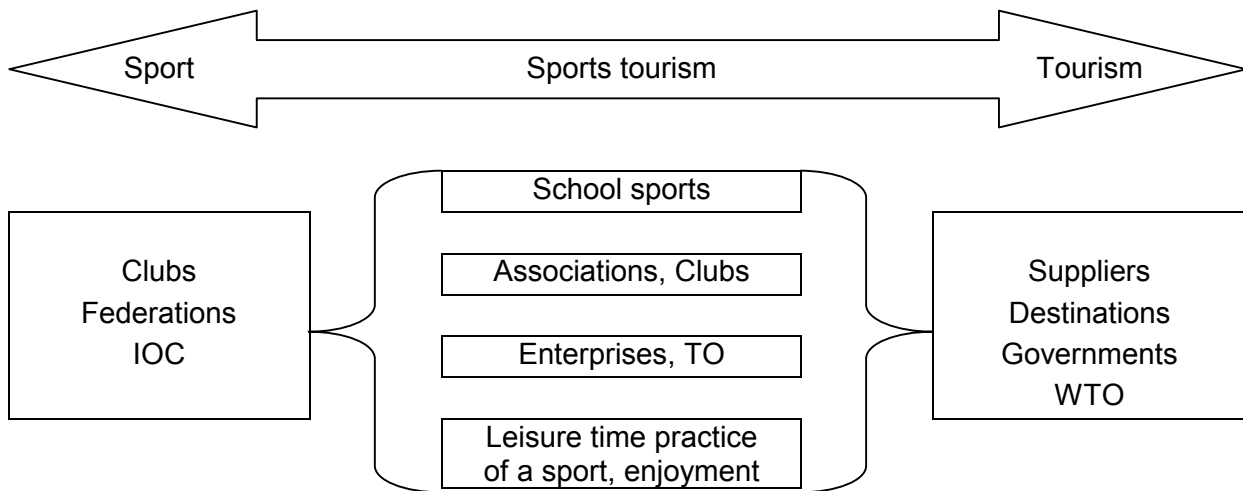 Sport
Sports tourism
Tourism
Clubs
Federations
IOC
School sports
Associations, Clubs
Enterprises, TO
Leisure time practice
of a sport, enjoyment
Suppliers
Destinations
Governments
WTO